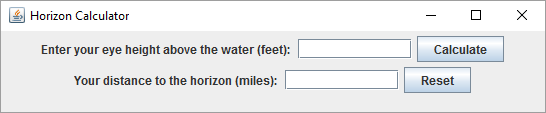 Horizon Calculator
Enter your eye height above the water (feet): Calculate
Your distance to the horizon (miles): Reset